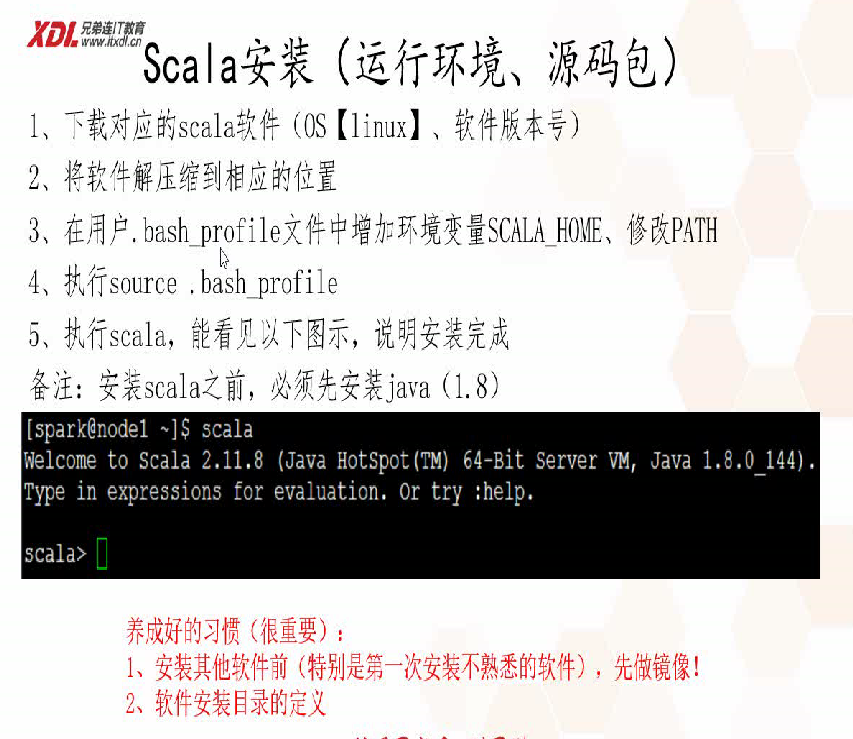 XDL 兄弟连IT教育
www.itxdl.cn
Scala安装（运行环境、源码包）
1、下载对应的scala软件（OS【linux】、软件版本号）
2、将软件解压缩到相应的位置
3、在用户.bash_profile文件中增加环境变量SCALA_HOME、修改PATH
4、执行source .bash_profile
5、执行scala，能看见以下图示，说明安装完成
备注：安装scala之前，必须先安装java（1.8）
[spark@node1 ~]$ scala
Welcome to Scala 2.11.8 (Java HotSpot(TM) 64-Bit Server VM, Java 1.8.0_144).
Type in expressions for evaluation. Or try :help.
scala>
养成好的习惯（很重要）：
1、安装其他软件前（特别是第一次安装不熟悉的软件），先做镜像！
2、软件安装目录的定义